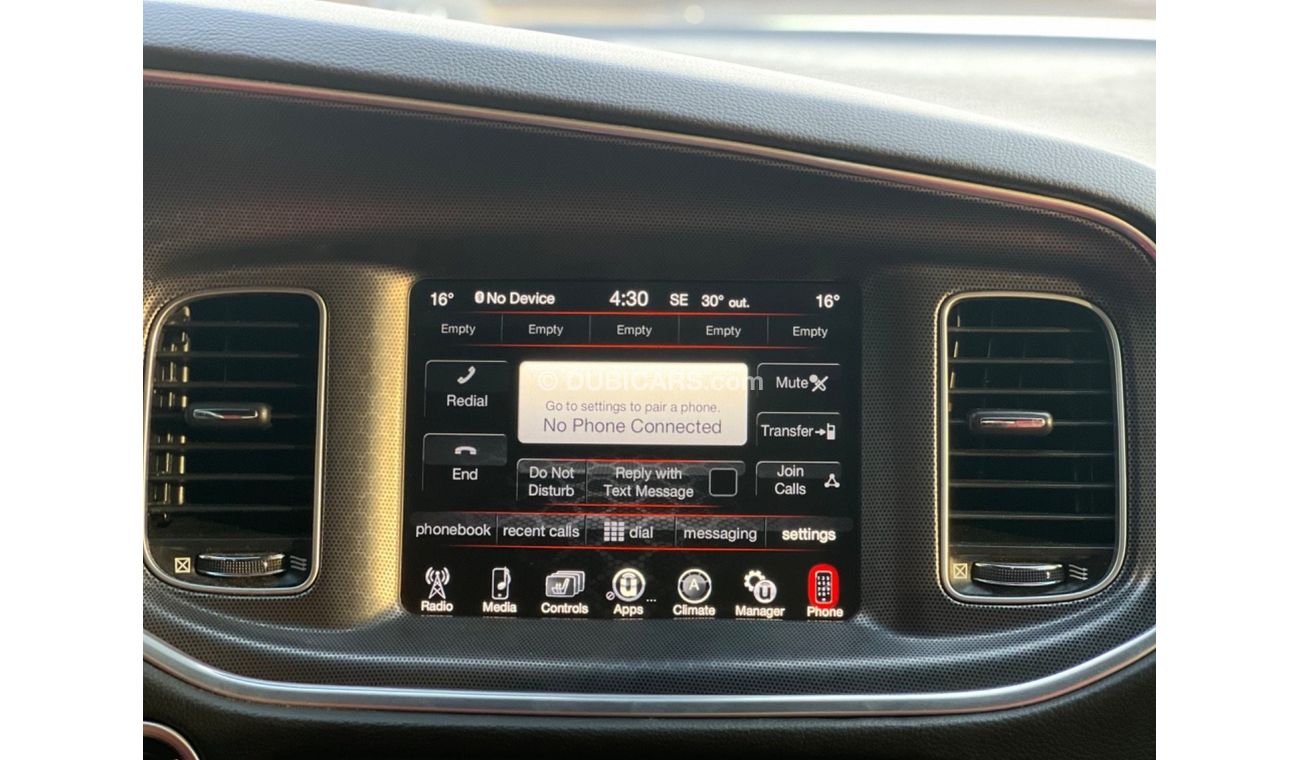 16° No Device 4:30 SE 30° out. 16°
Empty Empty Empty Empty Empty
Redial
© DUBICARS.com
Go to settings to pair a phone.
No Phone Connected
Mute
Transfer
End
Do Not
Disturb
Reply with
Text Message
Join
Calls
phonebook recent calls dial messaging settings
Radio Media Controls Apps ... Climate Manager Phone
A